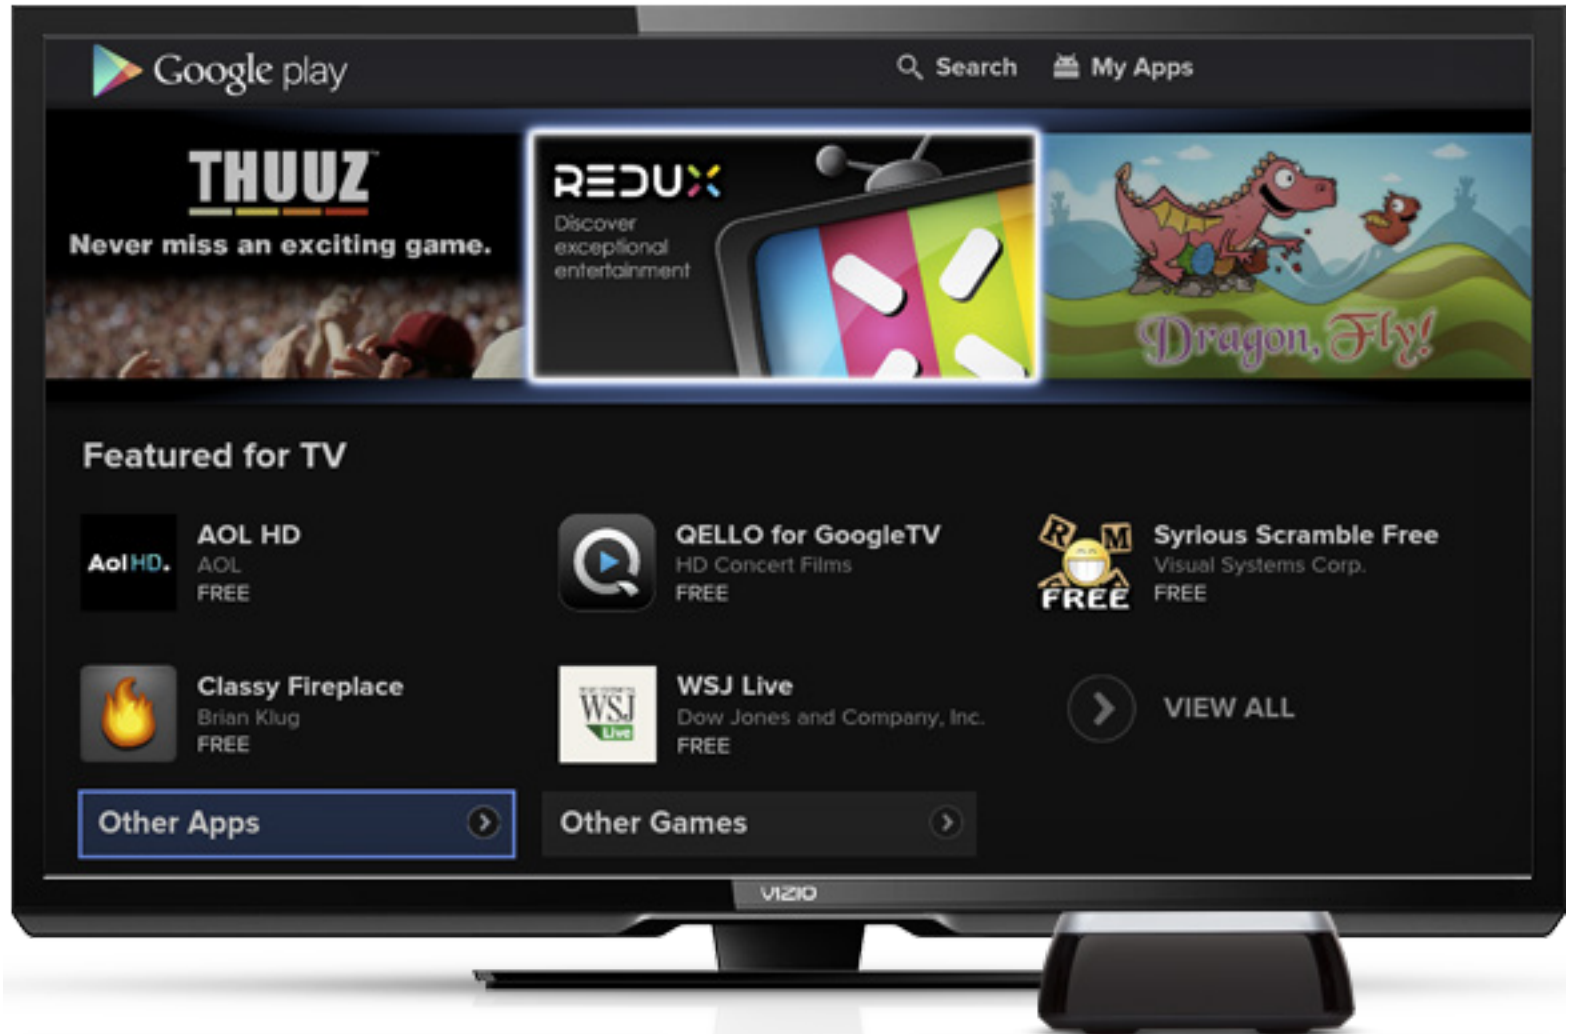 Google play
Search
My Apps
THUUZ
Never miss an exciting game.
REDUX
Discover
exceptional
entertainment
Dragon, Fly!
Featured for TV
AOL HD
AOL
FREE
Aol HD.
QELLO for GoogleTV
HD Concert Films
FREE
R M
FREE
Syrious Scramble Free
Visual Systems Corp.
FREE
Classy Fireplace
Brian Klug
FREE
WSJ
Live
WSJ Live
Dow Jones and Company, Inc.
FREE
VIEW ALL
Other Apps
Other Games
VIZIO